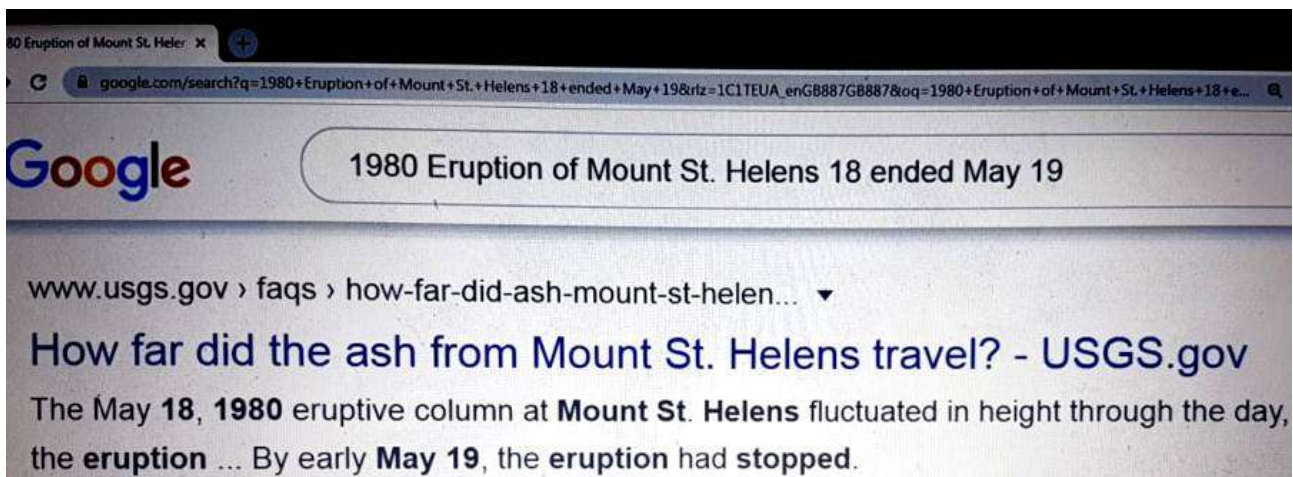 80 Eruption of Mount St. Heler
google.com/search?q=1980+Eruption+of+Mount+St.+Helens+18+ended+May+19&rlz=1C1TEUA_enGB887GB887&oq=1980+Eruption+of+Mount+St.+Helens+18+e...
Google 1980 Eruption of Mount St. Helens 18 ended May 19
www.usgs.gov › faqs › how-far-did-ash-mount-st-helen...
How far did the ash from Mount St. Helens travel? - USGS.gov
The May 18, 1980 eruptive column at Mount St. Helens fluctuated in height through the day,
the eruption ... By early May 19, the eruption had stopped.